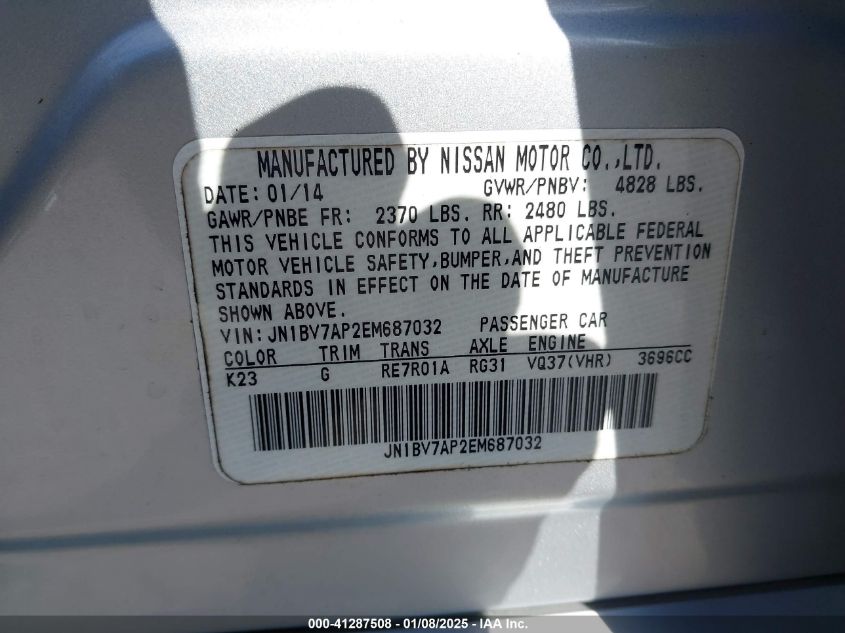 MANUFACTURED BY NISSAN MOTOR CO.,LTD.
DATE: 01/14 GVWR/PNBV: 4828 LBS.
GAWR/PNBE FR: 2370 LBS. RR: 2480 LBS.
THIS VEHICLE CONFORMS TO ALL APPLICABLE FEDERAL
MOTOR VEHICLE SAFETY,BUMPER,AND THEFT PREVENTION
STANDARDS IN EFFECT ON THE DATE OF MANUFACTURE
SHOWN ABOVE.
VIN: JN1BV7AP2EM687032 PASSENGER CAR
COLOR TRIM TRANS AXLE ENGINE
K23 G RE7R01A RG31 VQ37(VHR) 3696CC
JN1BV7AP2EM687032
000-41287508 - 01/08/2025 - IAA Inc.